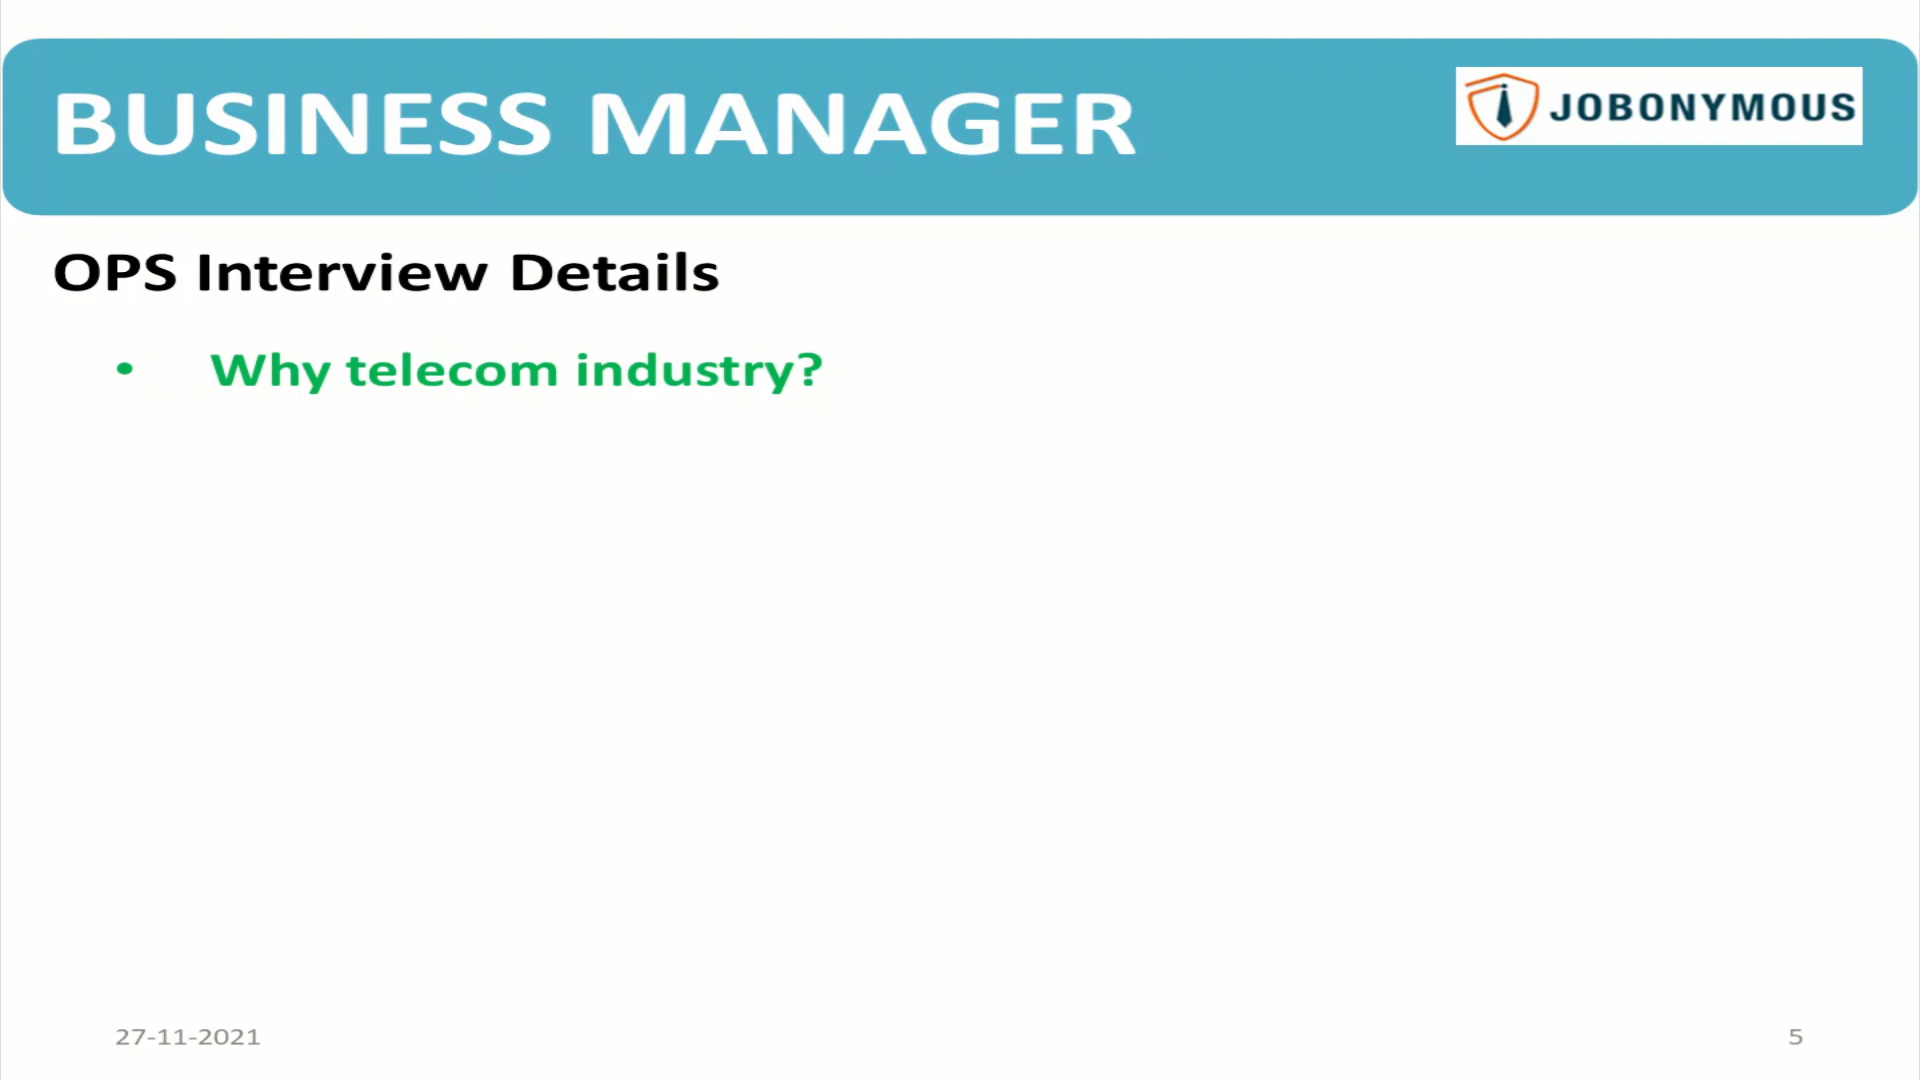 BUSINESS MANAGER
JOBONYMOUS
OPS Interview Details
• Why telecom industry?
27-11-2021
5